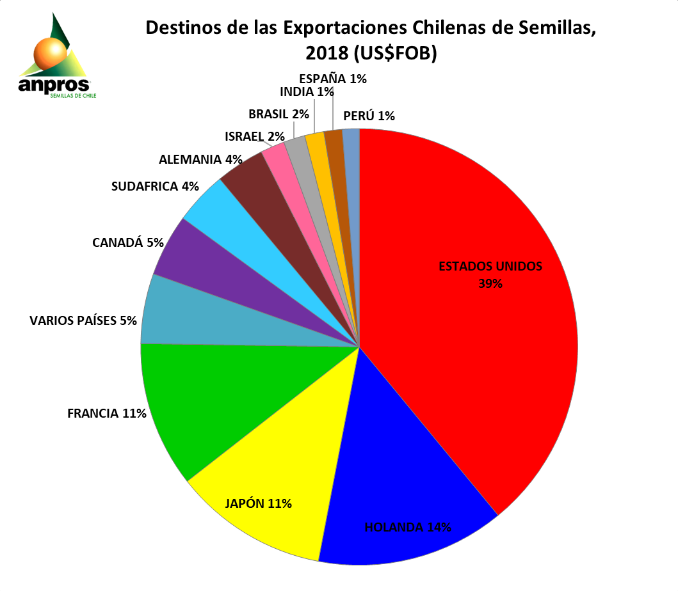 Destinos de las Exportaciones Chilenas de Semillas,
2018 (US$FOB)
anpros
SEMILLAS DE CHILE
ESPAÑA 1%
INDIA 1%
BRASIL 2%
PERÚ 1%
ISRAEL 2%
ALEMANIA 4%
SUDAFRICA 4%
CANADÁ 5%
ESTADOS UNIDOS
39%
VARIOS PAÍSES 5%
FRANCIA 11%
JAPÓN 11%
HOLANDA 14%